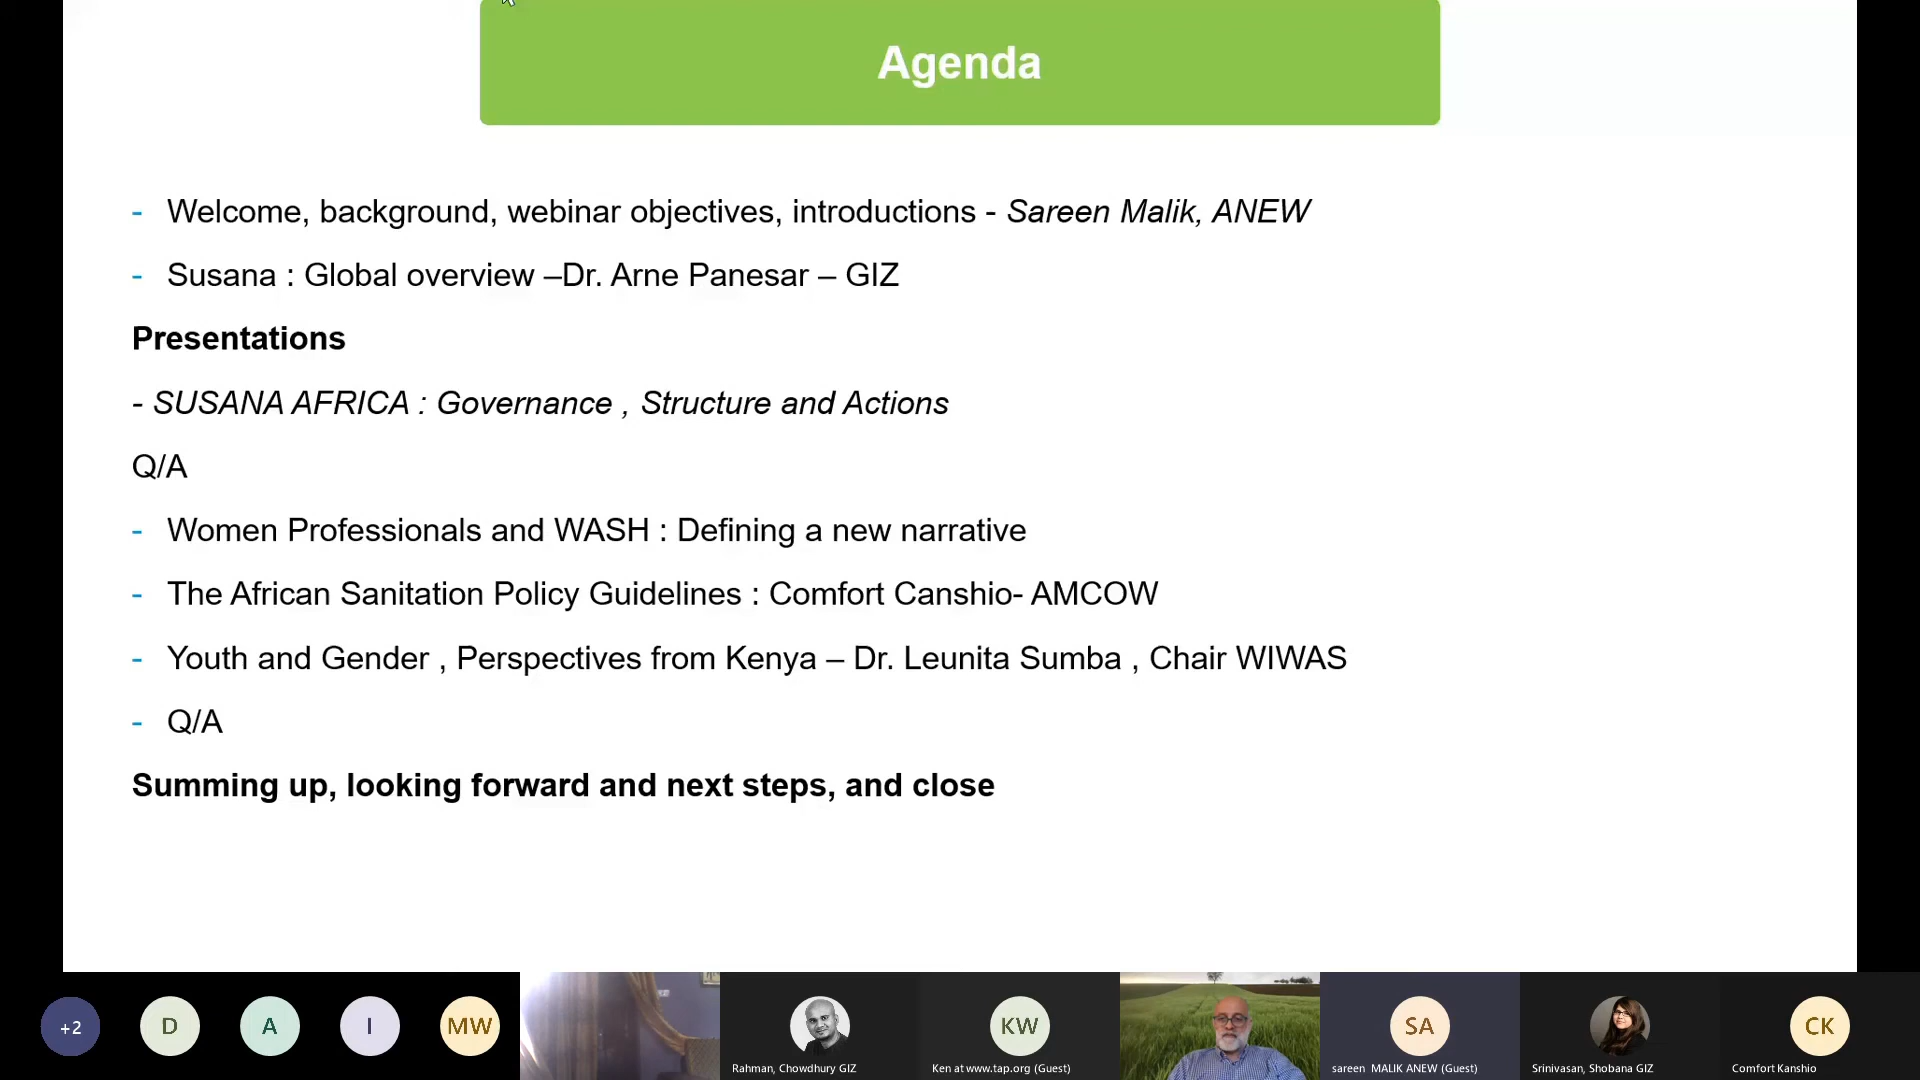 Agenda
- Welcome, background, webinar objectives, introductions - Sareen Malik, ANEW
- Susana : Global overview –Dr. Arne Panesar – GIZ
Presentations
- SUSANA AFRICA : Governance , Structure and Actions
Q/A
- Women Professionals and WASH : Defining a new narrative
- The African Sanitation Policy Guidelines : Comfort Canshio- AMCOW
- Youth and Gender , Perspectives from Kenya – Dr. Leunita Sumba , Chair WIWAS
- Q/A
Summing up, looking forward and next steps, and close
+2
D
A
I
MW
Rahman, Chowdhury GIZ
KW
Ken at www.tap.org (Guest)
SA
sareen MALIK ANEW (Guest)
Srinivasan, Shobana GIZ
CK
Comfort Kanshio